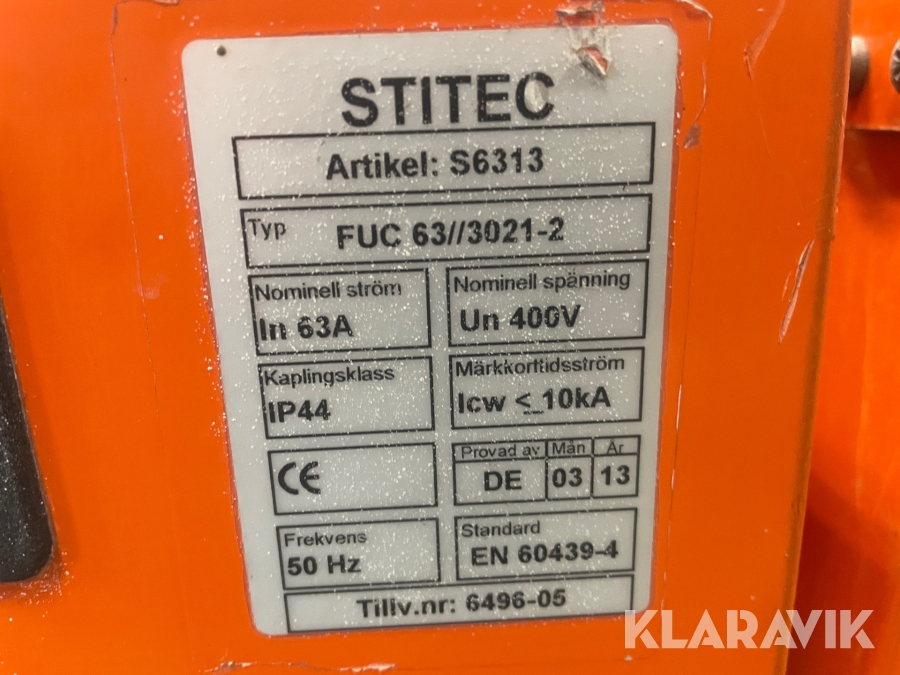 STITEC
Artikel: S6313
Typ FUC 63//3021-2
Nominell ström
In 63A
Nominell spänning
Un 400V
Kaplingsklass
IP44
Märkkorttidsström
Icw ≤ 10kA
CE
Provad av Mån År
DE 03 13
Frekvens
50 Hz
Standard
EN 60439-4
Tillv.nr: 6496-05
KLARAVIK